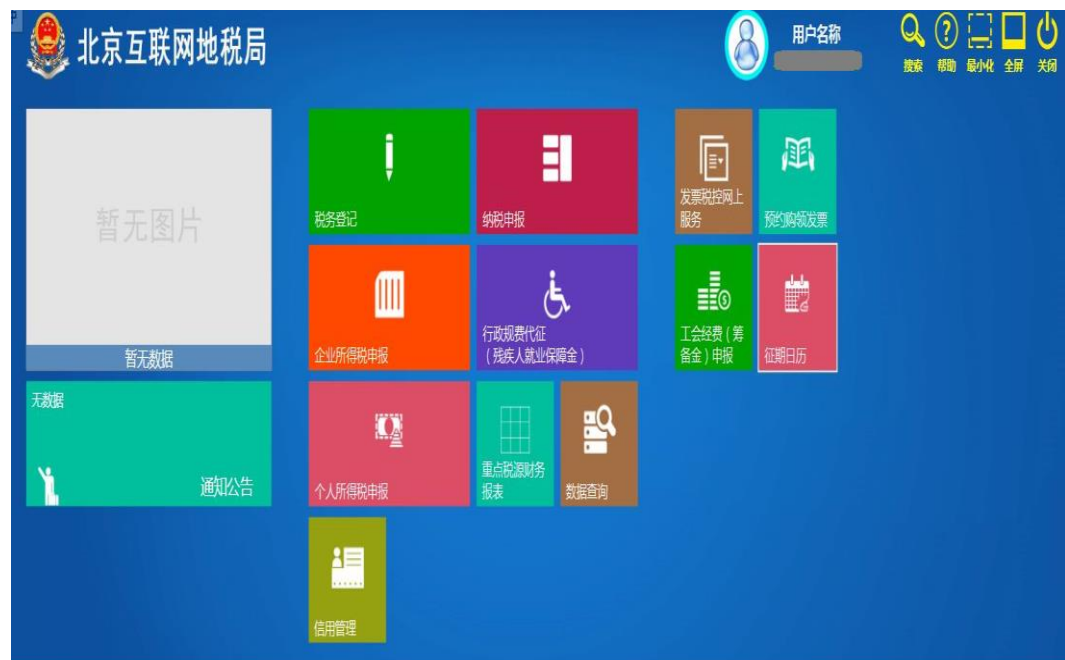 北京互联网地税局
用户名称
搜索 帮助 最小化 全屏 关闭
暂无图片
暂无数据
无数据
通知公告
税务登记
纳税申报
企业所得税申报
行政规费代征
（残疾人就业保障金）
个人所得税申报
重点税源财务
报表
数据查询
信用管理
发票税控网上
服务
预约购领发票
工会经费（筹
备金）申报
征期日历